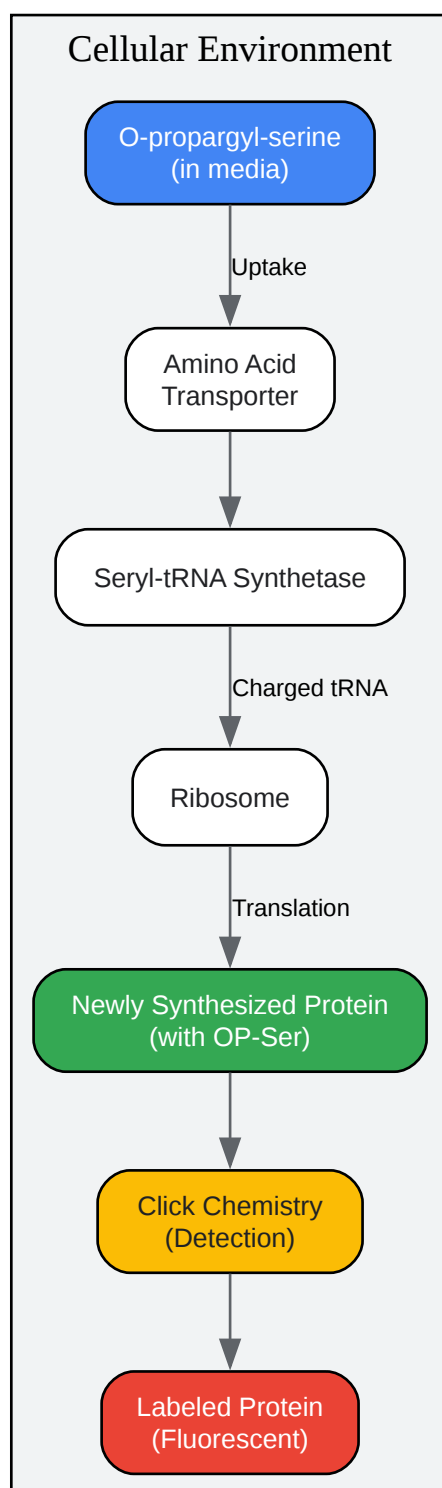 Cellular Environment
O-propargyl-serine
(in media)
Uptake
Amino Acid
Transporter
Seryl-tRNA Synthetase
Charged tRNA
Ribosome
Translation
Newly Synthesized Protein
(with OP-Ser)
Click Chemistry
(Detection)
Labeled Protein
(Fluorescent)